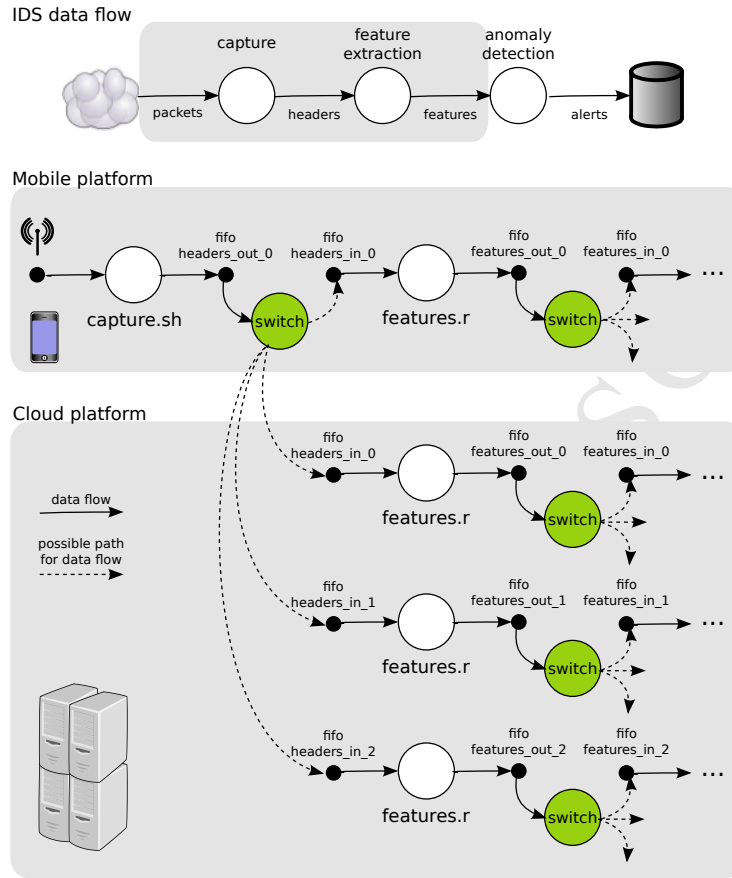 IDS data flow
capture
feature
extraction
anomaly
detection
packets
headers
features
alerts
Mobile platform
fifo
headers_out_0
fifo
headers_in_0
fifo
features_out_0
fifo
features_in_0
...
capture.sh
switch
features.r
switch
Cloud platform
fifo
headers_in_0
fifo
features_out_0
fifo
features_in_0
...
data flow
features.r
switch
possible path
for data flow
fifo
headers_in_1
fifo
features_out_1
fifo
features_in_1
...
features.r
switch
fifo
headers_in_2
fifo
features_out_2
fifo
features_in_2
...
features.r
switch